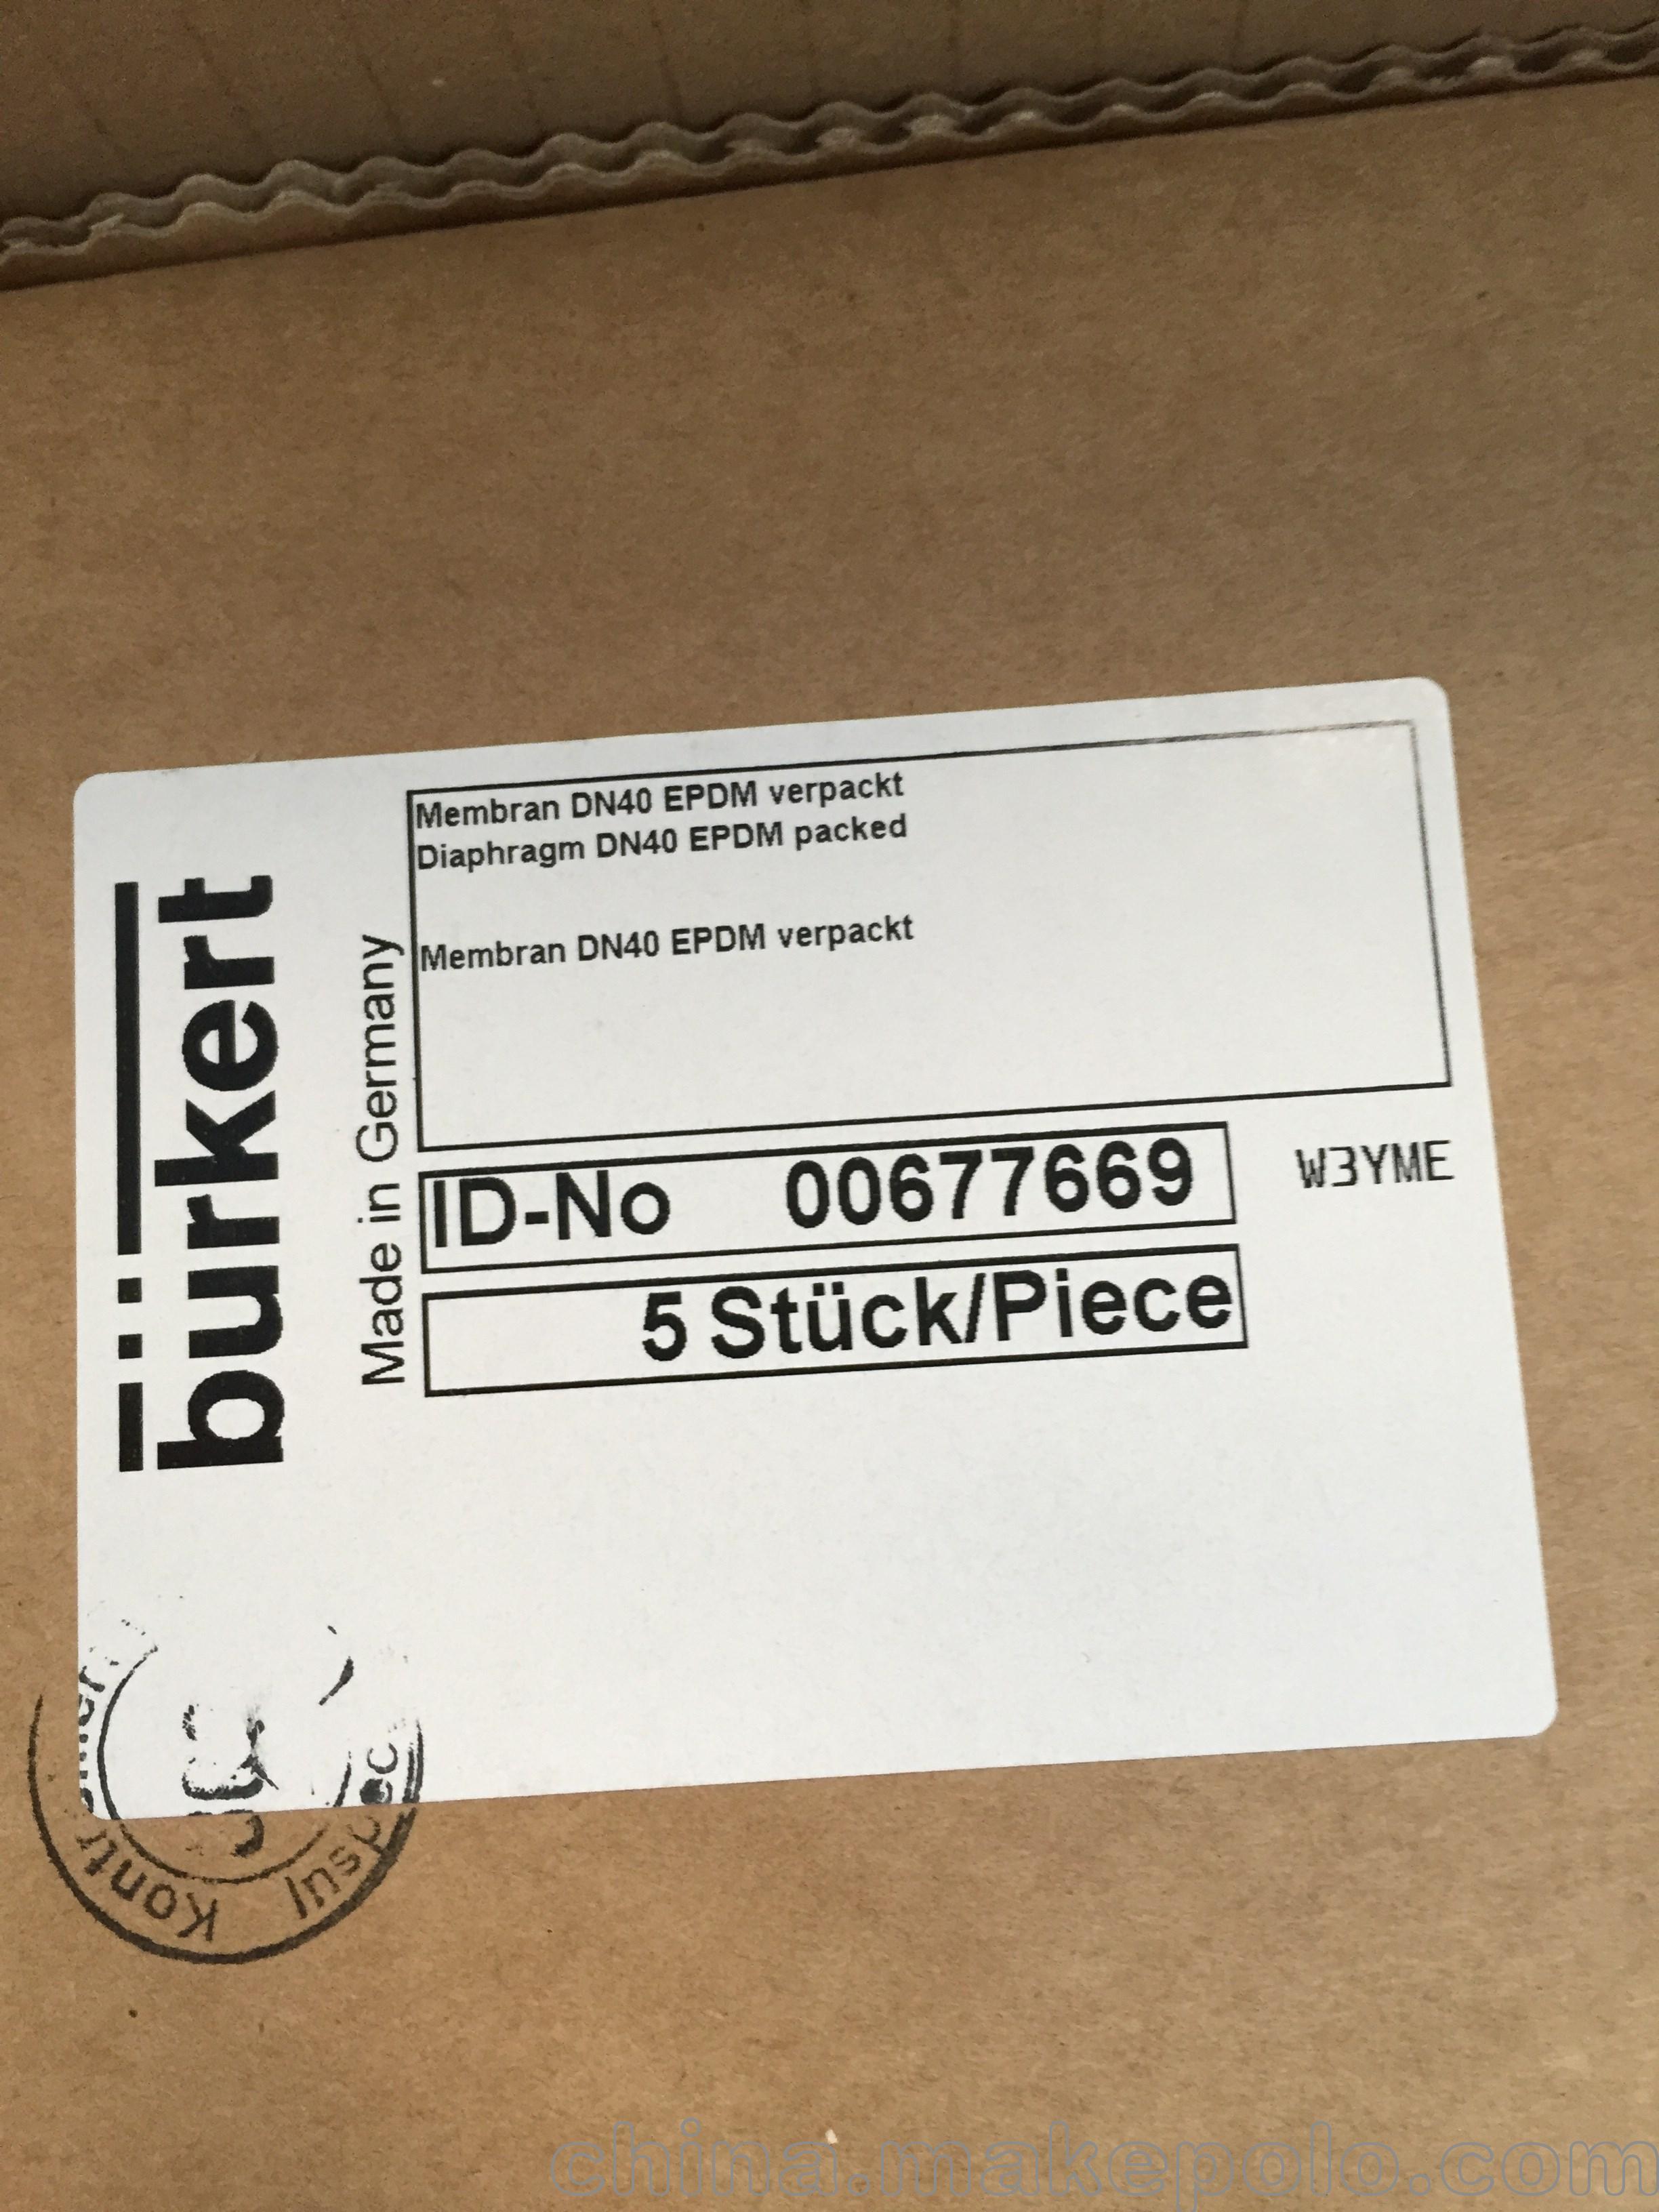 bürkert
Made in Germany
Membran DN40 EPDM verpackt
Diaphragm DN40 EPDM packed
Membran DN40 EPDM verpackt
ID-No 00677669
W3YME
5 Stück/Piece
china.makepolo.com